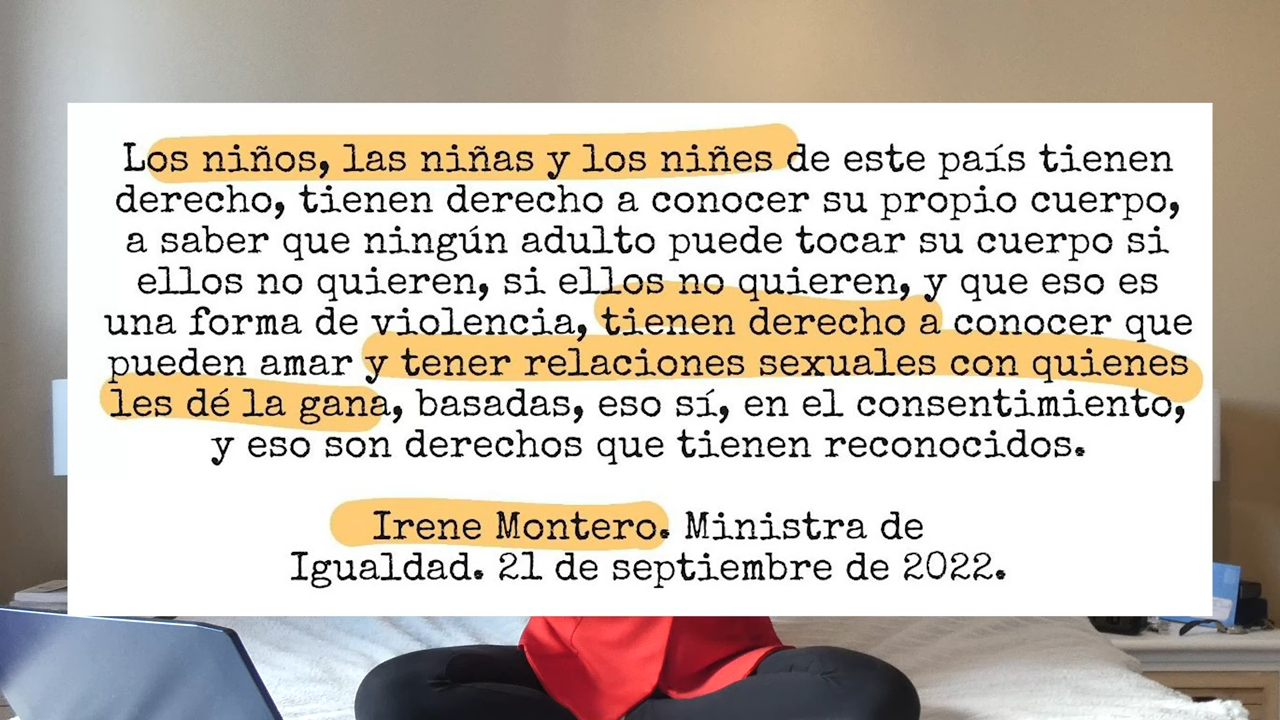 Los niños, las niñas y los niñes de este país tienen
derecho, tienen derecho a conocer su propio cuerpo,
a saber que ningún adulto puede tocar su cuerpo si
ellos no quieren, si ellos no quieren, y que eso es
una forma de violencia, tienen derecho a conocer que
pueden amar y tener relaciones sexuales con quienes
les dé la gana, basadas, eso sí, en el consentimiento,
y eso son derechos que tienen reconocidos.
Irene Montero. Ministra de
Igualdad. 21 de septiembre de 2022.